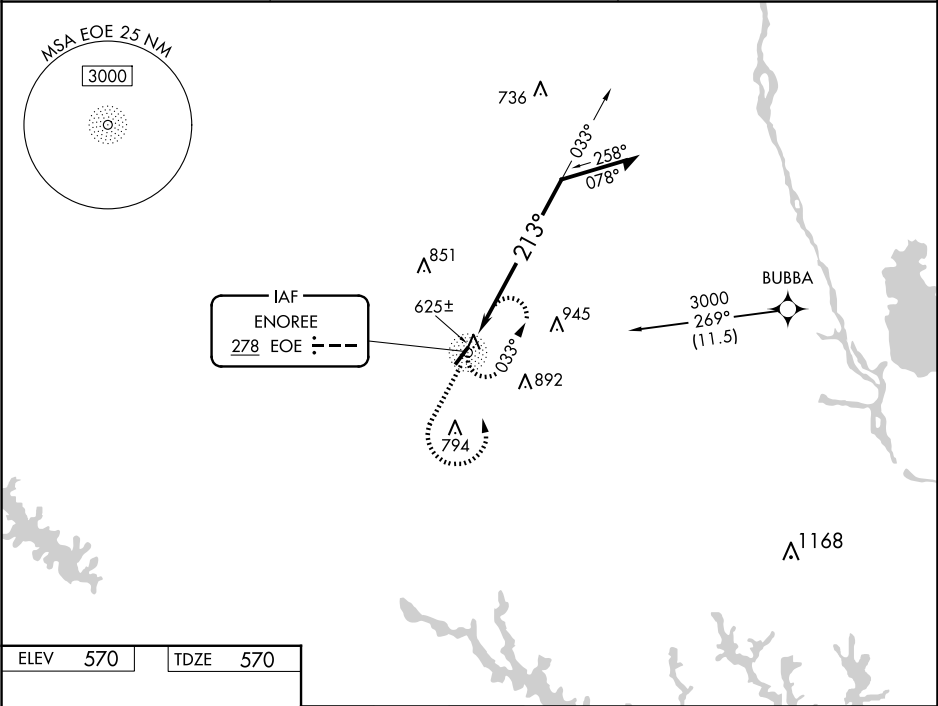 MSA EOE 25 NM
3000
736
033°
258°
078°
213°
851
625±
IAF
ENOREE
278 EOE
945
033°
892
794
BUBBA
3000
269°
(11.5)
1168
ELEV 570
TDZE 570